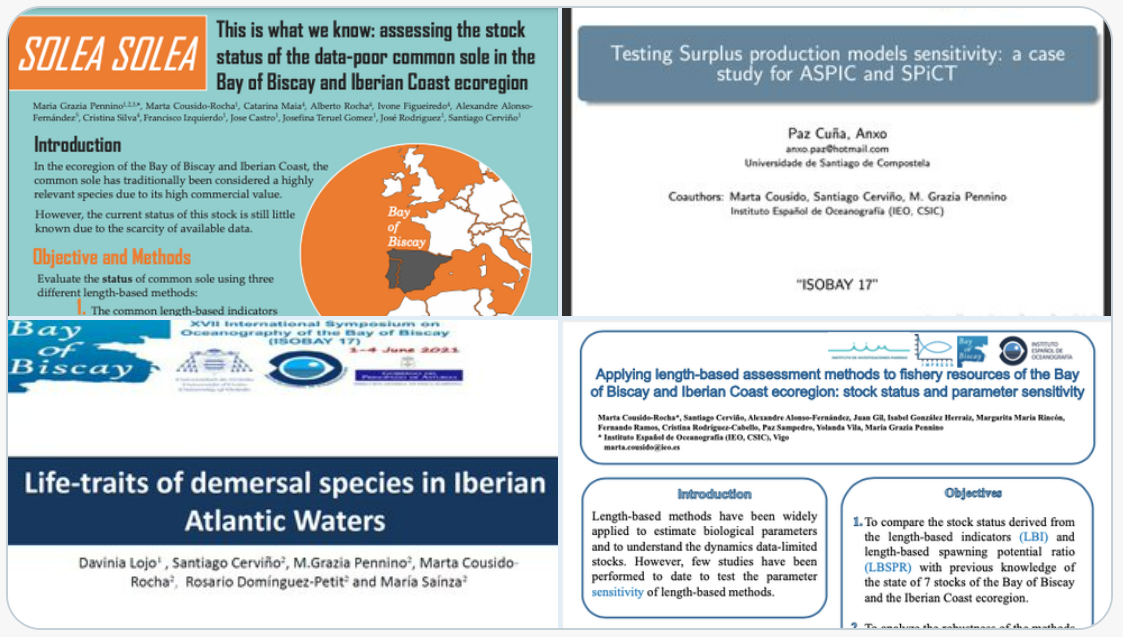 SOLEA SOLEA
This is what we know: assessing the stock
status of the data-poor common sole in the
Bay of Biscay and Iberian Coast ecoregion
Maria Grazia Pennino¹,²,³,*, Marta Cousido-Rocha¹, Catarina Maia⁴, Alberto Rocha⁴, Ivone Figueiredo⁴, Alexandre Alonso-
Fernández⁵, Cristina Silva⁴, Francisco Izquierdo¹, Jose Castro¹, Josefina Teruel Gomez¹, José Rodriguez¹, Santiago Cerviño¹
Introduction
In the ecoregion of the Bay of Biscay and Iberian Coast, the
common sole has traditionally been considered a highly
relevant species due to its high commercial value.
However, the current status of this stock is still little
known due to the scarcity of available data.
Bay
of
Biscay
Objective and Methods
Evaluate the status of common sole using three
different length-based methods:
1. The common length-based indicators
Testing Surplus production models sensitivity: a case
study for ASPIC and SPiCT
Paz Cuña, Anxo
anxo.paz@hotmail.com
Universidade de Santiago de Compostela
Coauthors: Marta Cousido, Santiago Cerviño, M. Grazia Pennino
Instituto Español de Oceanografía (IEO, CSIC)
"ISOBAY 17"
Bay
of
Biscay
XVII International Symposium on
Oceanography of the Bay of Biscay
(ISOBAY 17)
1-4 June 2021
Life-traits of demersal species in Iberian
Atlantic Waters
Davinia Lojo¹ , Santiago Cerviño², M.Grazia Pennino², Marta Cousido-
Rocha², Rosario Domínguez-Petit² and María Saínza²
IMPRESS
Bay
of
Biscay
INSTITUTO
ESPAÑOL DE
OCEANOGRAFÍA
Applying length-based assessment methods to fishery resources of the Bay
of Biscay and Iberian Coast ecoregion: stock status and parameter sensitivity
Marta Cousido-Rocha*, Santiago Cerviño, Alexandre Alonso-Fernández, Juan Gil, Isabel González Herraiz, Margarita María Rincón,
Fernando Ramos, Cristina Rodríguez-Cabello, Paz Sampedro, Yolanda Vila, Maria Grazia Pennino
* Instituto Español de Oceanografía (IEO, CSIC), Vigo
marta.cousido@ieo.es
Introduction
Length-based methods have been widely
applied to estimate biological parameters
and to understand the dynamics data-limited
stocks. However, few studies have been
performed to date to test the parameter
sensitivity of length-based methods.
Objectives
1. To compare the stock status derived from
the length-based indicators (LBI) and
length-based spawning potential ratio
(LBSPR) with previous knowledge of
the state of 7 stocks of the Bay of Biscay
and the Iberian Coast ecoregion.
2. To analyze the robustness of the methods